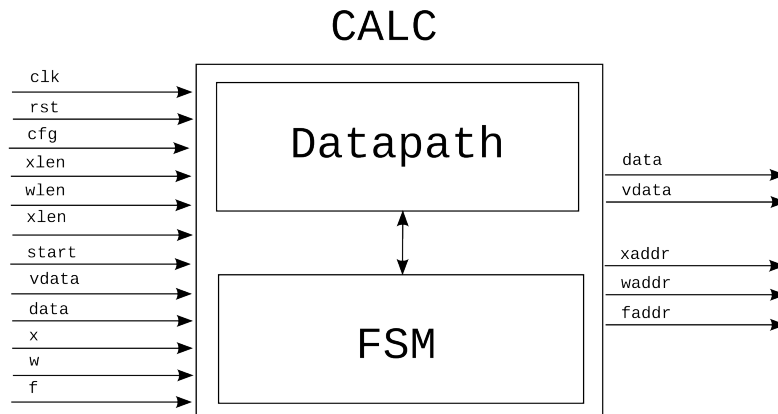 CALC
clk
rst
cfg
xlen
wlen
xlen
start
vdata
data
x
w
f
Datapath
FSM
data
vdata
xaddr
waddr
faddr